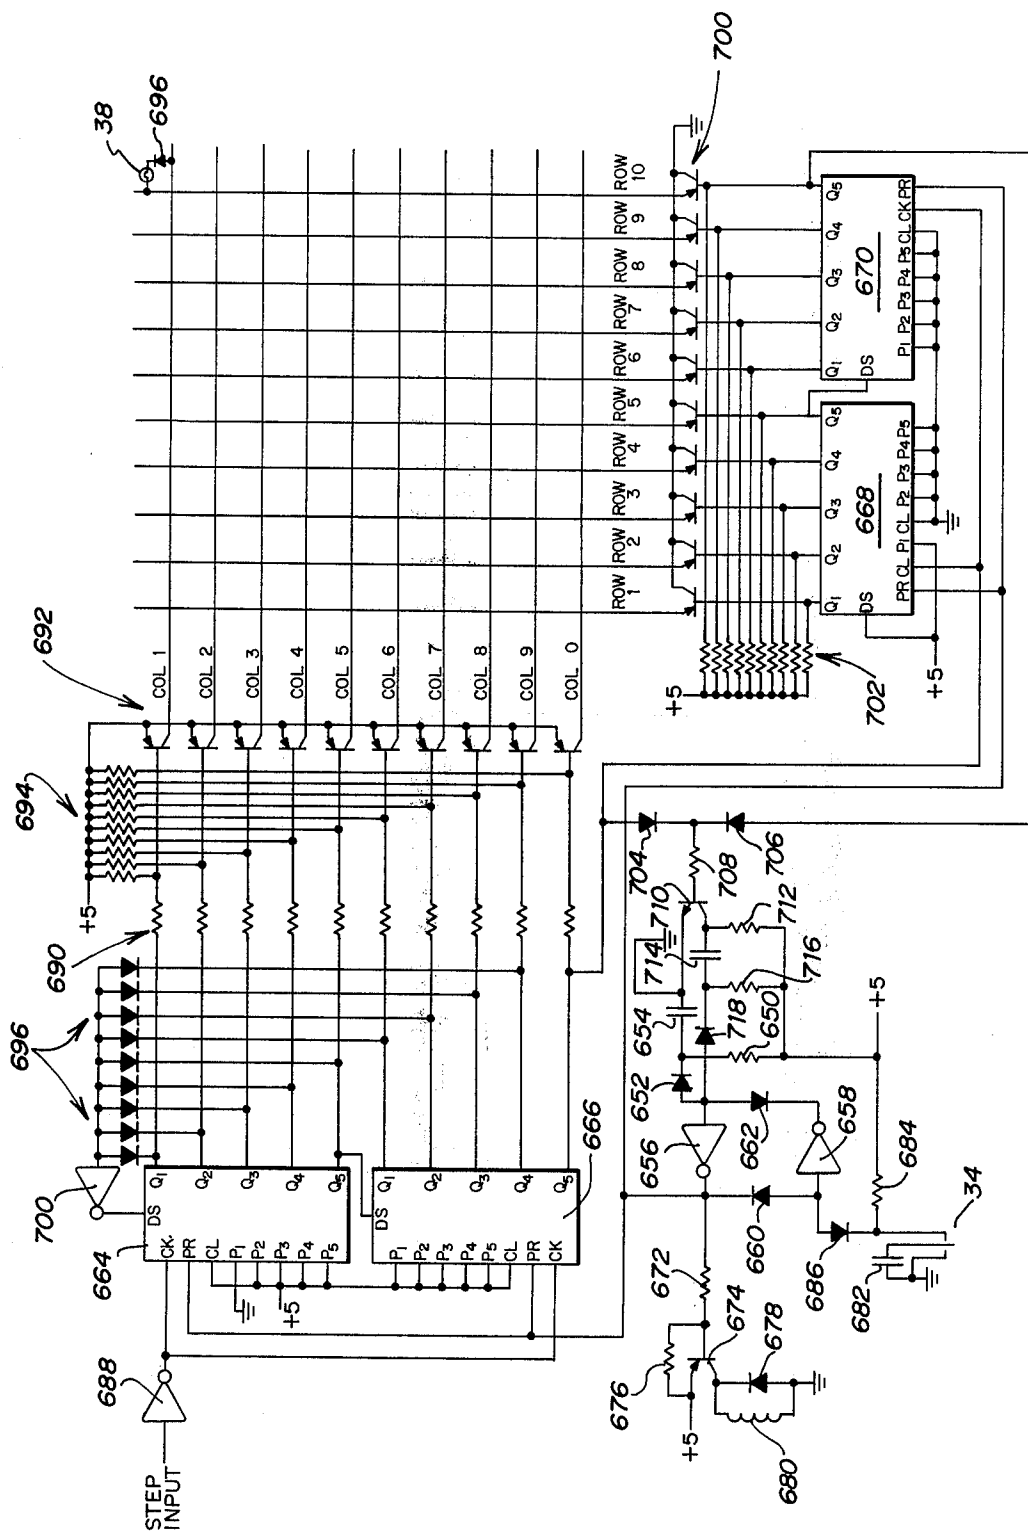 STEP INPUT
688
664
700
CK.
PR
CL
P1
P2
P3
P4
P5
+5
DS
Q1
Q2
Q3
Q4
Q5
696
690
+5
694
692
COL 1
COL 2
COL 3
COL 4
COL 5
COL 6
COL 7
COL 8
COL 9
COL 0
38
696
P1
P2
P3
P4
P5
CL
PR
CK
DS
Q1
Q2
Q3
Q4
Q5
666
ROW 1
ROW 2
ROW 3
ROW 4
ROW 5
ROW 6
ROW 7
ROW 8
ROW 9
ROW 10
700
+5
702
+5
Q1
Q2
Q3
Q4
Q5
DS
668
PR
CL
P1
CL
P2
P3
P4
P5
Q1
Q2
Q3
Q4
Q5
DS
670
P1
P2
P3
P4
P5
CL
CK
PR
676
+5
680
674
678
672
656
660
662
658
686
682
34
684
+5
652
654
718
650
714
716
710
712
708
704
706